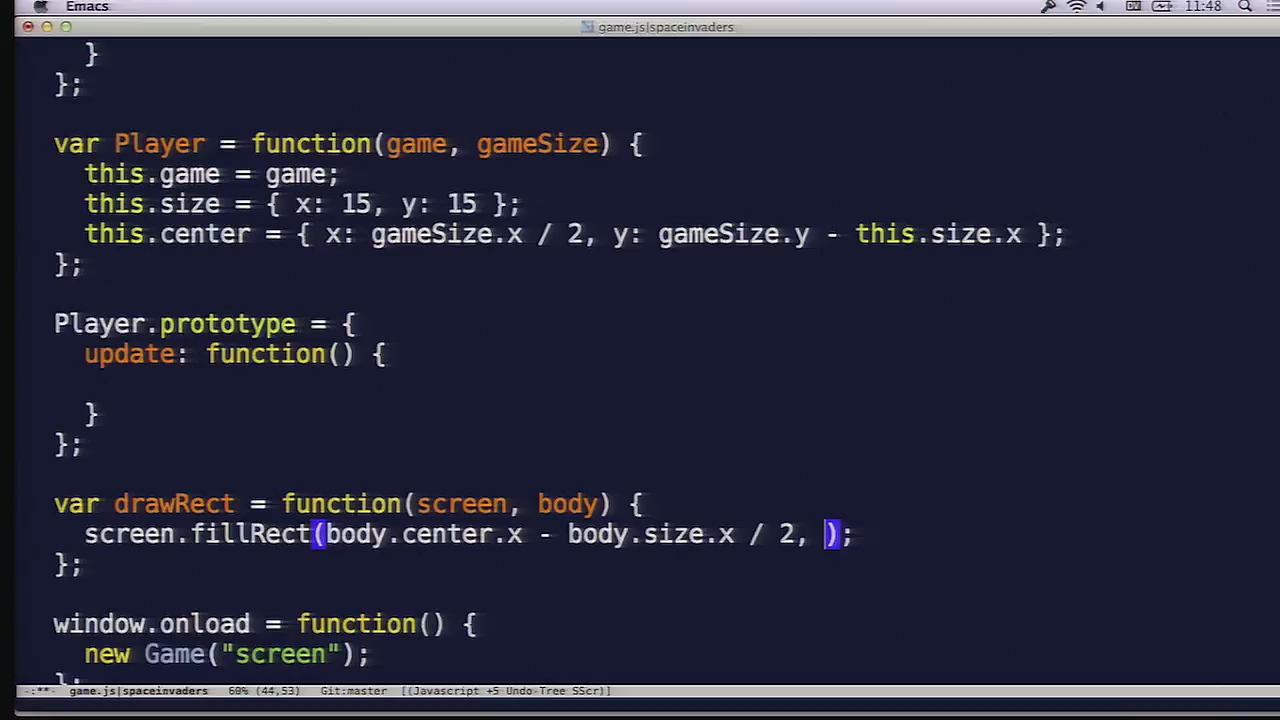 Emacs
11:48
game.js|spaceinvaders
}
};
var Player = function(game, gameSize) {
this.game = game;
this.size = { x: 15, y: 15 };
this.center = { x: gameSize.x / 2, y: gameSize.y - this.size.x };
};
Player.prototype = {
update: function() {
}
};
var drawRect = function(screen, body) {
screen.fillRect(body.center.x - body.size.x / 2, );
};
window.onload = function() {
new Game("screen");
};
-:**- game.js|spaceinvaders 60% (44,53) Git:master [(Javascript +5 Undo-Tree SScr)]